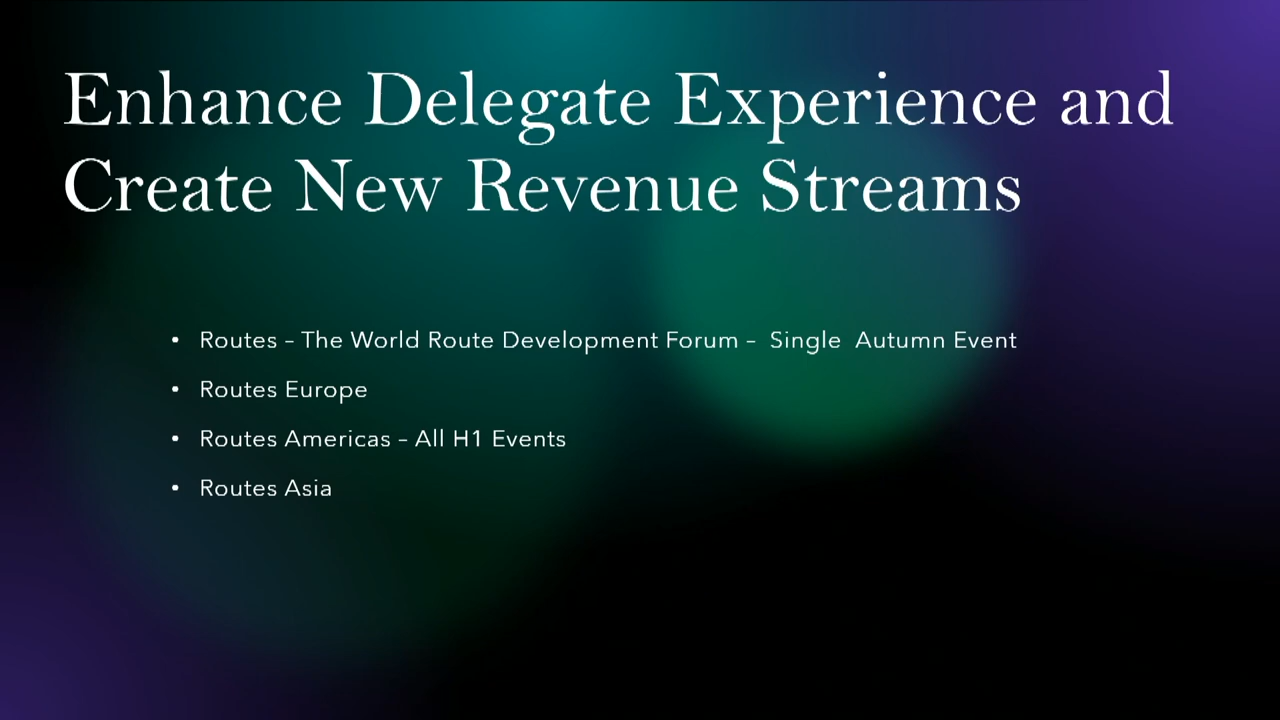 Enhance Delegate Experience and
Create New Revenue Streams
• Routes – The World Route Development Forum –  Single  Autumn Event
• Routes Europe
• Routes Americas – All H1 Events
• Routes Asia